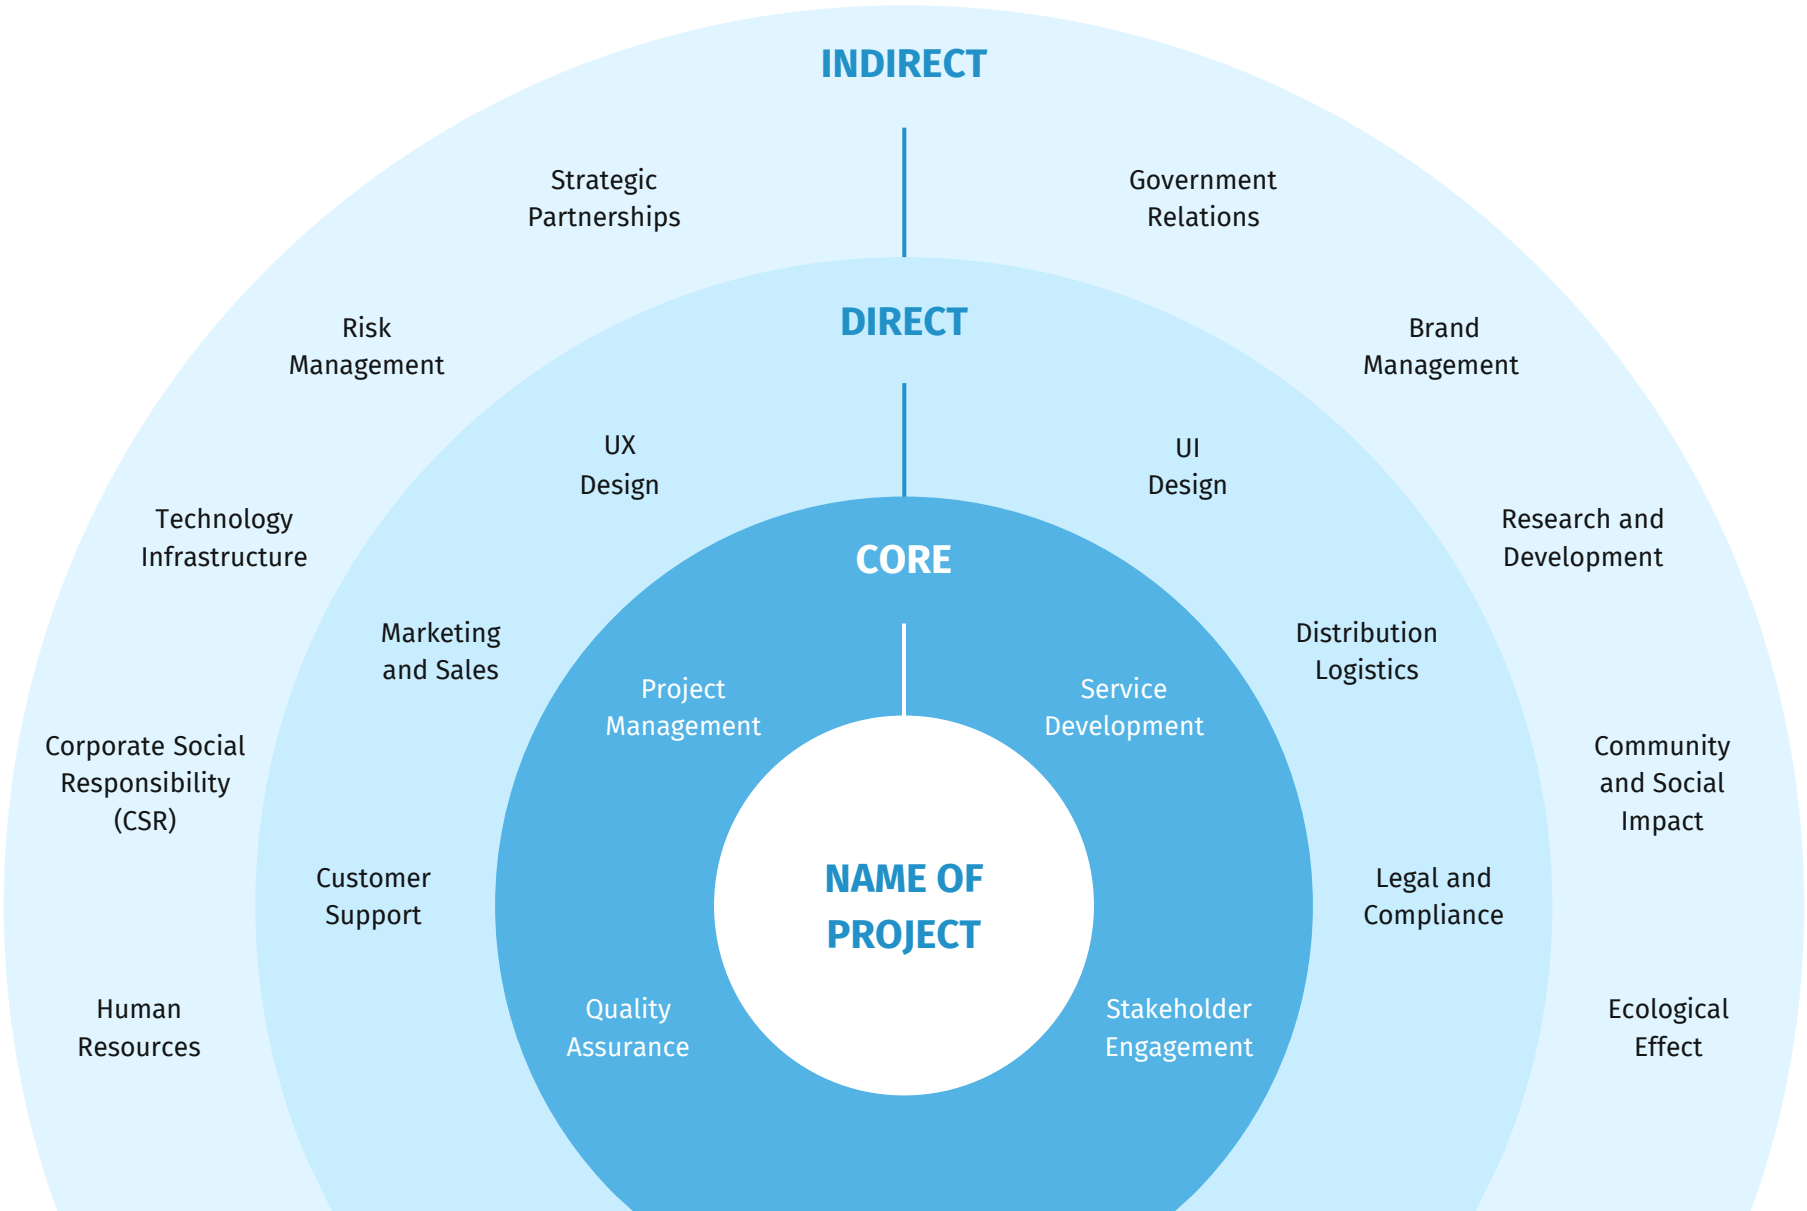 INDIRECT
Strategic
Partnerships
Government
Relations
Risk
Management
Brand
Management
Technology
Infrastructure
Research and
Development
Corporate Social
Responsibility
(CSR)
Community
and Social
Impact
Human
Resources
Ecological
Effect
DIRECT
UX
Design
UI
Design
Marketing
and Sales
Distribution
Logistics
Customer
Support
Legal and
Compliance
CORE
Project
Management
Service
Development
Quality
Assurance
Stakeholder
Engagement
NAME OF
PROJECT